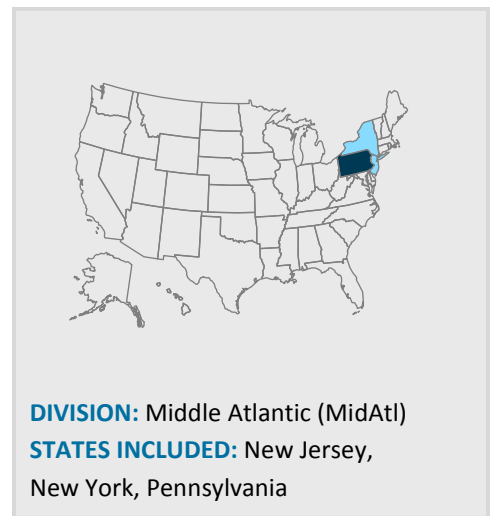 DIVISION: Middle Atlantic (MidAtl)
STATES INCLUDED: New Jersey,
New York, Pennsylvania